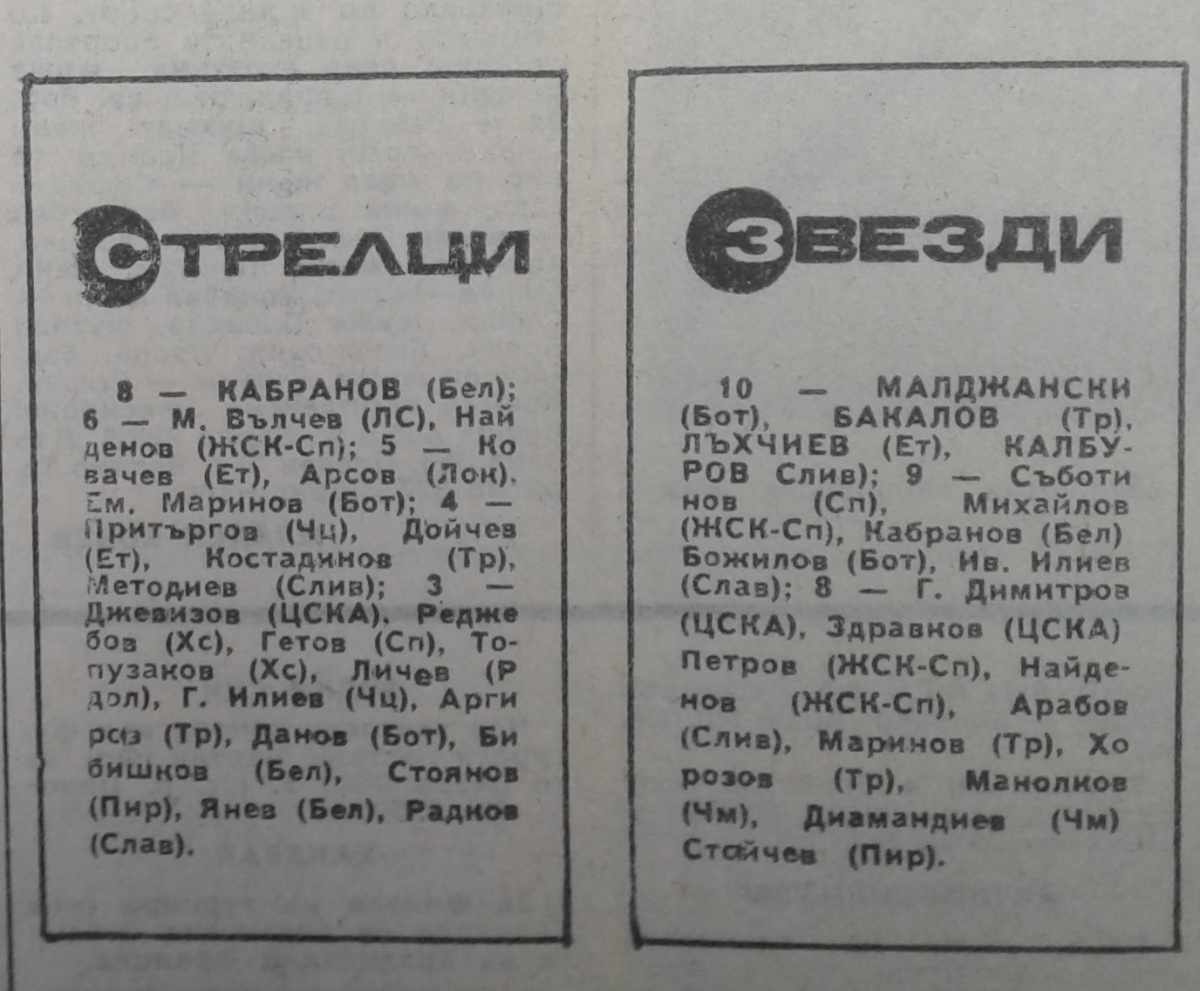 СТРЕЛЦИ
8 — КАБРАНОВ (Бел);
6 — М. Вълчев (ЛС), Най
денов (ЖСК-Сп); 5 — Ко
вачев (Ет), Арсов (Лок),
Ем. Маринов (Бот); 4 —
Притъргов (Чц), Дойчев
(Ет), Костадинов (Тр),
Методиев (Слив); 3 —
Джевизов (ЦСКА), Редже
бов (Хс), Гетов (Сп), То-
пузаков (Хс), Личев (Р
дол), Г. Илиев (Чц), Арги
ров (Тр), Данов (Бот), Би
бишков (Бел), Стоянов
(Пир), Янев (Бел), Радков
(Слав).
ЗВЕЗДИ
10 — МАЛДЖАНСКИ
(Бот), БАКАЛОВ (Тр),
ЛЪХЧИЕВ (Ет), КАЛБУ-
РОВ Слив); 9 — Съботи
нов (Сп), Михайлов
(ЖСК-Сп), Кабранов (Бел)
Божилов (Бот), Ив. Илиев
(Слав); 8 — Г. Димитров
(ЦСКА), Здравков (ЦСКА)
Петров (ЖСК-Сп), Найде-
нов (ЖСК-Сп), Арабов
(Слив), Маринов (Тр), Хо
розов (Тр), Манолков
(Чм), Диамандиев (Чм)
Стойчев (Пир).